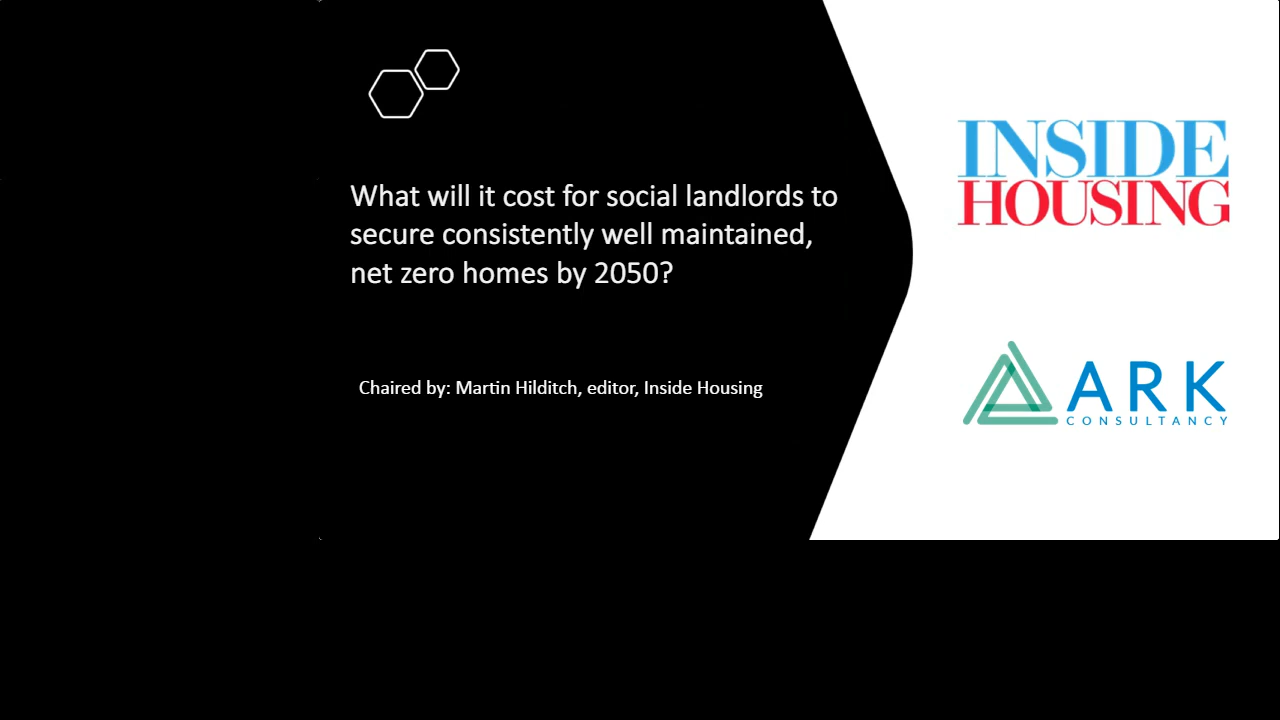 What will it cost for social landlords to
secure consistently well maintained,
net zero homes by 2050?
Chaired by: Martin Hilditch, editor, Inside Housing
INSIDE
HOUSING
ARK
CONSULTANCY